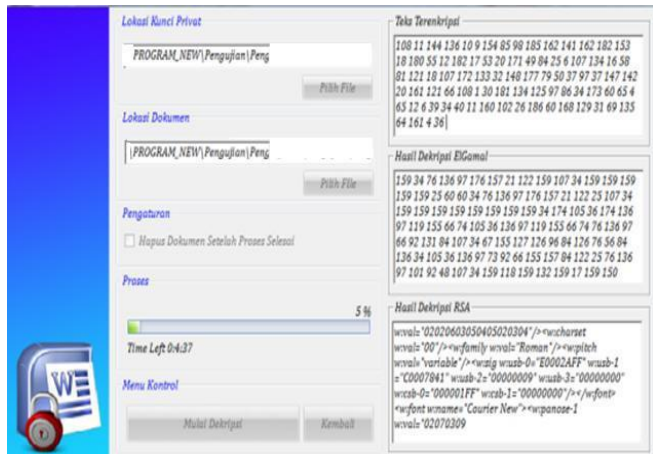 Lokasi Kunci Privat
PROGRAM_NEW\Pengujian\Peng
Pilih File
Lokasi Dokumen
\PROGRAM_NEW\Pengujian\Peng
Pilih File
Pengaturan
Hapus Dokumen Setelah Proses Selesai
Proses
5 %
Time Left 0:4:37
Menu Kontrol
Mulai Dekripsi
Kembali
Teks Terenkripsi
108 11 144 136 10 9 154 85 98 185 162 141 162 182 153
18 180 55 12 182 17 53 20 171 49 84 25 6 107 134 16 58
81 121 18 107 172 133 32 148 177 79 50 37 97 37 147 142
20 161 121 66 108 1 30 181 134 125 97 86 34 173 60 65 4
65 12 6 39 34 40 11 160 102 26 186 60 168 129 31 69 135
64 161 4 36
Hasil Dekripsi ElGamal
159 34 76 136 97 176 157 21 122 159 107 34 159 159 159
159 159 25 60 60 34 76 136 97 176 157 21 122 25 107 34
159 159 159 159 159 159 159 159 34 174 105 36 174 136
97 119 155 66 74 105 36 136 97 119 155 66 74 76 136 97
66 92 131 84 107 34 67 155 127 126 96 84 126 76 56 84
136 34 105 36 136 97 73 92 66 155 157 84 122 25 76 136
97 101 92 48 107 34 159 118 159 132 159 17 159 150
Hasil Dekripsi RSA
w:val="02020603050405020304"/><w:charset
w:val="00"/><w:family w:val="Roman"/><w:pitch
w:val="variable"/><w:sig w:usb-0="E0002AFF" w:usb-1
="C0007841" w:usb-2="00000009" w:usb-3="00000000"
w:csb-0="000001FF" w:csb-1="00000000"/></w:font>
<w:font w:name="Courier New"><w:panose-1
w:val="02070309
W